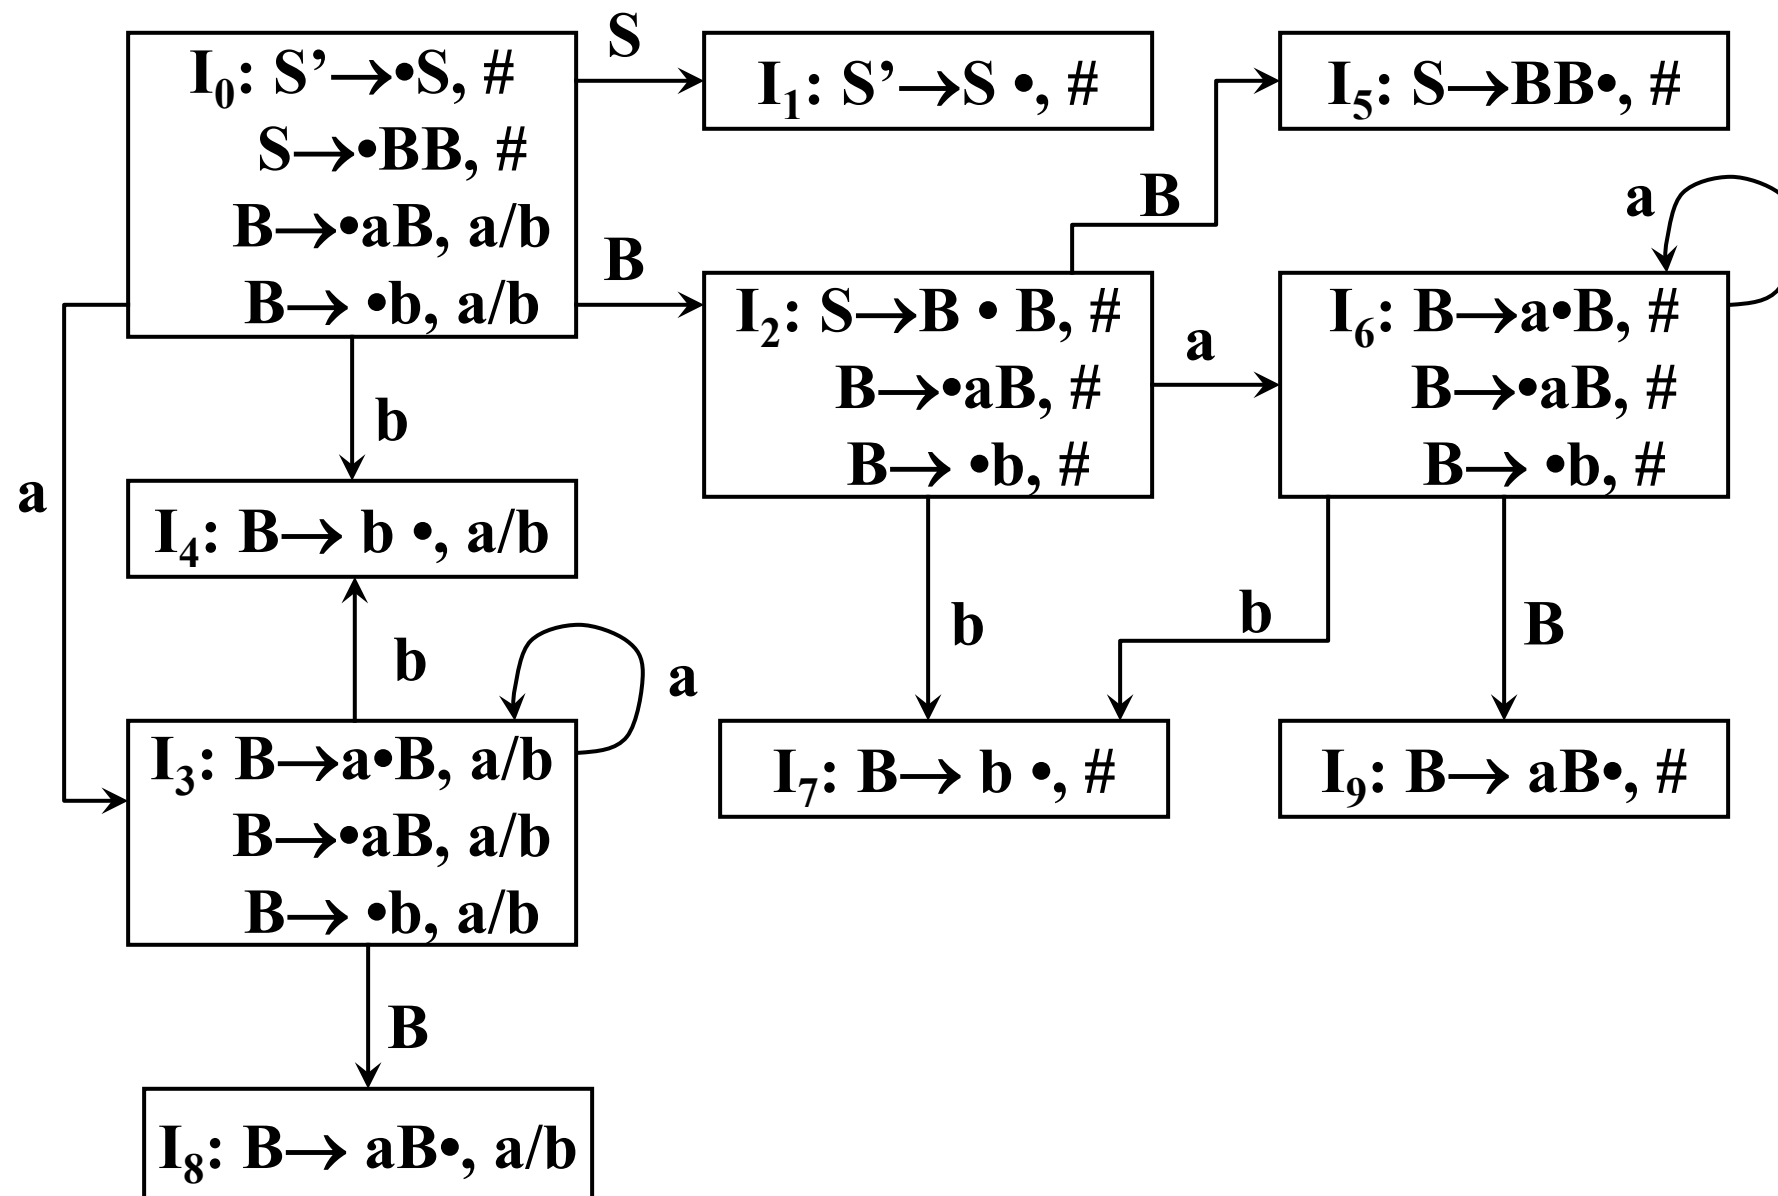 S
I₀: S’→•S, #
S→•BB, #
B→•aB, a/b
B→ •b, a/b
I₁: S’→S •, #
I₅: S→BB•, #
B
a
B
I₂: S→B • B, #
B→•aB, #
B→ •b, #
a
I₆: B→a•B, #
B→•aB, #
B→ •b, #
b
a
I₄: B→ b •, a/b
b
b
b
B
a
I₃: B→a•B, a/b
B→•aB, a/b
B→ •b, a/b
I₇: B→ b •, #
I₉: B→ aB•, #
B
I₈: B→ aB•, a/b